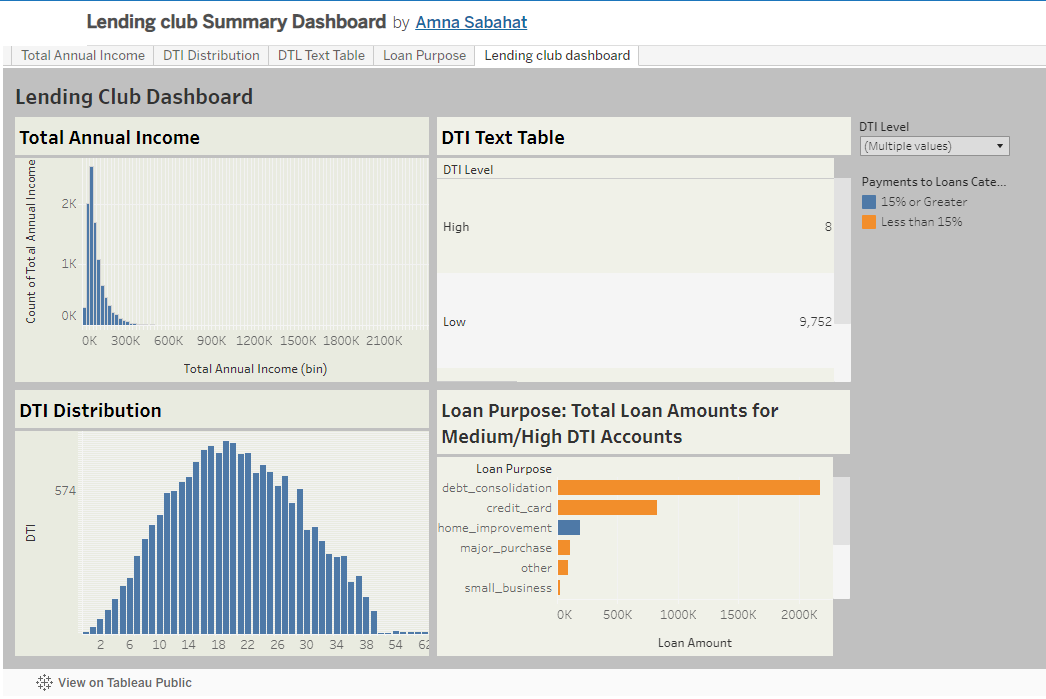 Lending club Summary Dashboard by Amna Sabahat
Total Annual Income
DTI Distribution
DTL Text Table
Loan Purpose
Lending club dashboard
Lending Club Dashboard
Total Annual Income
Count of Total Annual Income
2K
1K
0K
0K 300K 600K 900K 1200K 1500K 1800K 2100K
Total Annual Income (bin)
DTI Text Table
DTI Level
High 8
Low 9,752
DTI Level
(Multiple values)
Payments to Loans Cate...
15% or Greater
Less than 15%
DTI Distribution
574
DTI
2 6 10 14 18 22 26 30 34 38 54 62
Loan Purpose: Total Loan Amounts for
Medium/High DTI Accounts
Loan Purpose
debt_consolidation
credit_card
home_improvement
major_purchase
other
small_business
0K 500K 1000K 1500K 2000K
Loan Amount
View on Tableau Public